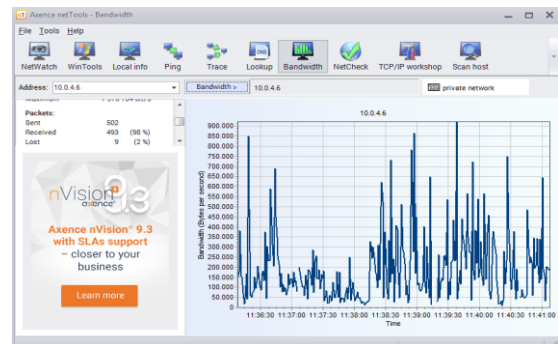 Axence netTools - Bandwidth
File Tools Help
NetWatch WinTools Local info Ping Trace Lookup Bandwidth NetCheck TCP/IP workshop Scan host
Address: 10.0.4.6 Bandwidth > 10.0.4.6 private network
Packets:
Sent 502
Received 493 (98 %)
Lost 9 (2 %)
nVision 9.3
axence
Axence nVision® 9.3
with SLAs support
– closer to your
business
Learn more
10.0.4.6
Bandwidth (Bytes per second)
900.000
850.000
800.000
750.000
700.000
650.000
600.000
550.000
500.000
450.000
400.000
350.000
300.000
250.000
200.000
150.000
100.000
50.000
0
11:36:30 11:37:00 11:37:30 11:38:00 11:38:30 11:39:00 11:39:30 11:40:00 11:40:30 11:41:00
Time